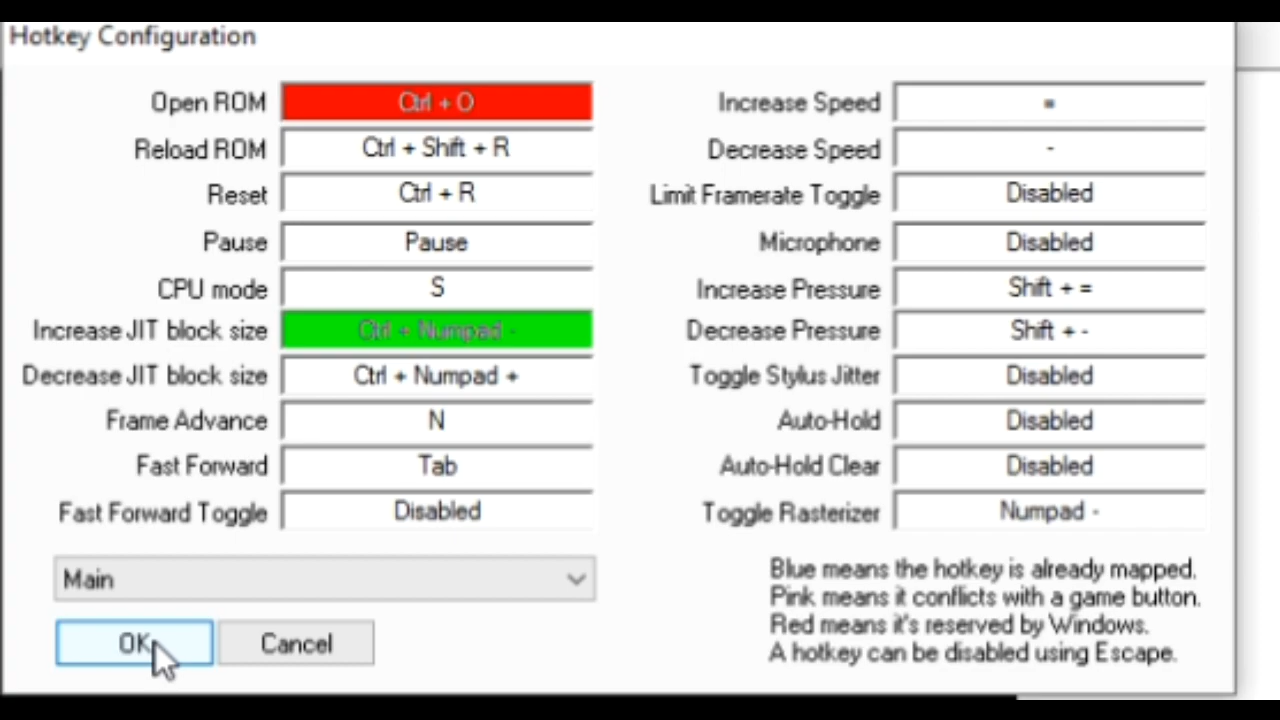 Hotkey Configuration
Open ROM Ctrl + O
Reload ROM Ctrl + Shift + R
Reset Ctrl + R
Pause Pause
CPU mode S
Increase JIT block size Ctrl + Numpad -
Decrease JIT block size Ctrl + Numpad +
Frame Advance N
Fast Forward Tab
Fast Forward Toggle Disabled
Increase Speed =
Decrease Speed -
Limit Framerate Toggle Disabled
Microphone Disabled
Increase Pressure Shift + =
Decrease Pressure Shift + -
Toggle Stylus Jitter Disabled
Auto-Hold Disabled
Auto-Hold Clear Disabled
Toggle Rasterizer Numpad -
Main
OK Cancel
Blue means the hotkey is already mapped.
Pink means it conflicts with a game button.
Red means it's reserved by Windows.
A hotkey can be disabled using Escape.